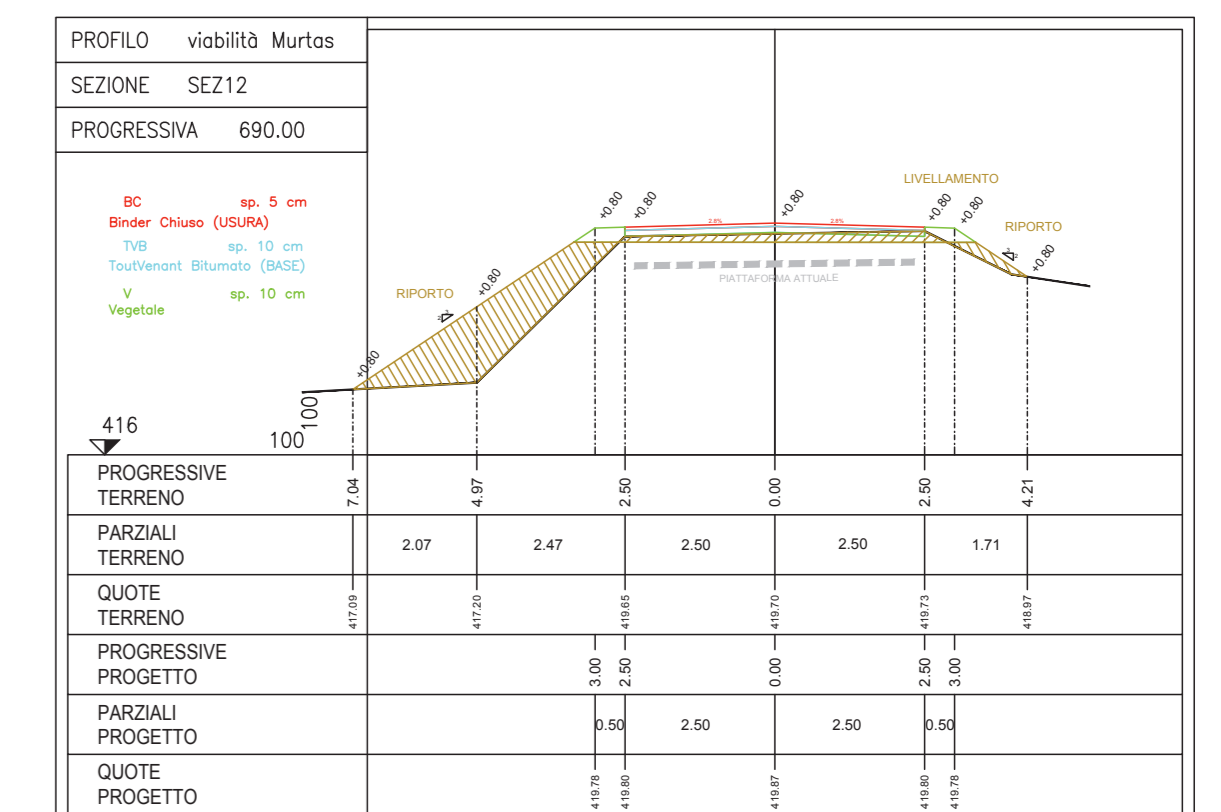 PROFILO viabilità Murtas
SEZIONE SEZ12
PROGRESSIVA 690.00
BC sp. 5 cm
Binder Chiuso (USURA)
TVB sp. 10 cm
ToutVenant Bitumato (BASE)
V sp. 10 cm
Vegetale
LIVELLAMENTO
RIPORTO
RIPORTO
+0.80
+0.80
+0.80
+0.80
+0.80
+0.80
+0.80
+0.80
2.8%
2.8%
PIATTAFORMA ATTUALE
416
100
100
PROGRESSIVE TERRENO
7.04 4.97 2.50 0.00 2.50 4.21
PARZIALI TERRENO
2.07 2.47 2.50 2.50 1.71
QUOTE TERRENO
417.09 417.20 419.65 419.70 419.73 418.97
PROGRESSIVE PROGETTO
3.00 2.50 0.00 2.50 3.00
PARZIALI PROGETTO
0.50 2.50 2.50 0.50
QUOTE PROGETTO
419.78 419.80 419.87 419.80 419.78